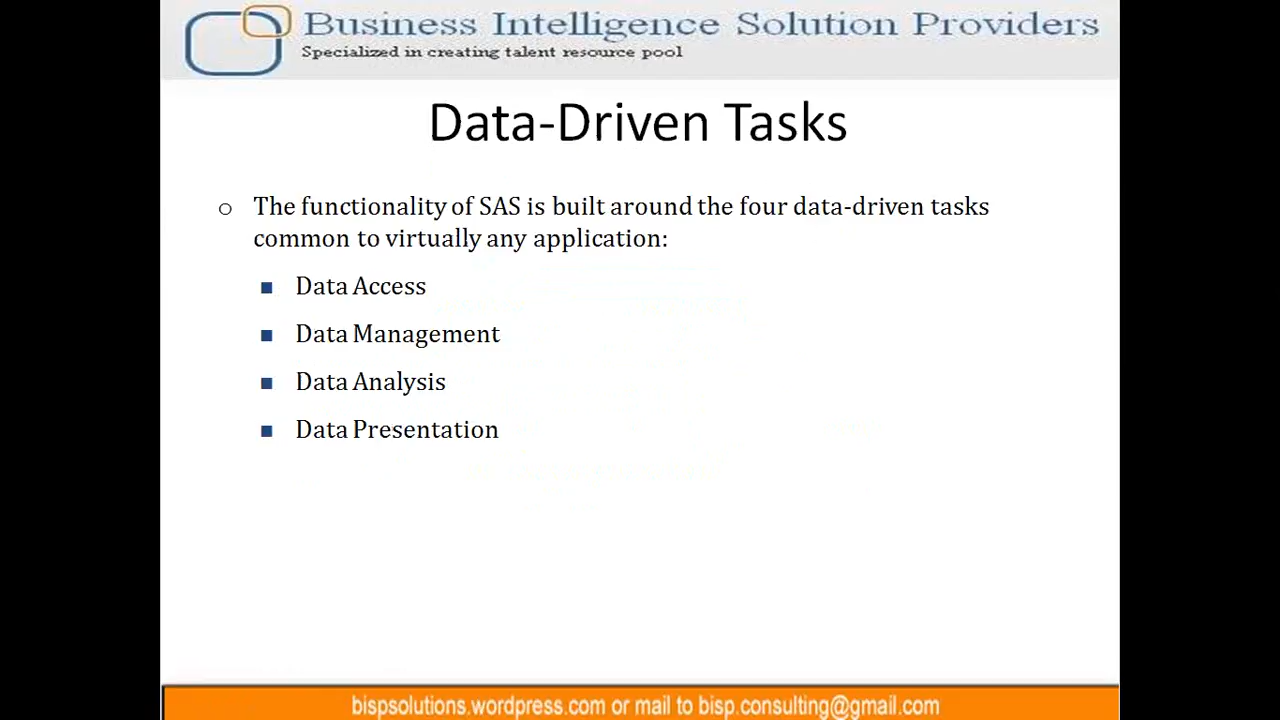 Business Intelligence Solution Providers
Specialized in creating talent resource pool
Data-Driven Tasks
The functionality of SAS is built around the four data-driven tasks
common to virtually any application:
Data Access
Data Management
Data Analysis
Data Presentation
bispsolutions.wordpress.com or mail to bisp.consulting@gmail.com